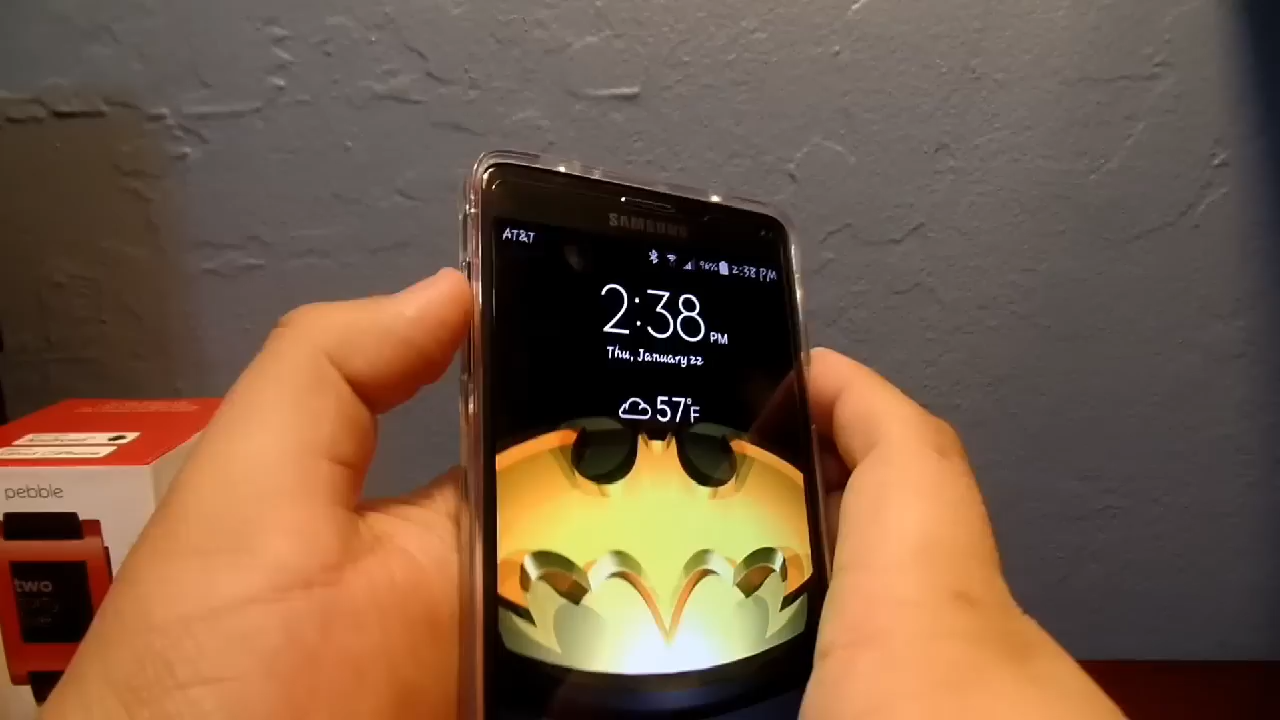 SAMSUNG
AT&T
96% 2:38 PM
2:38 PM
Thu, January 22
57°F
pebble
two